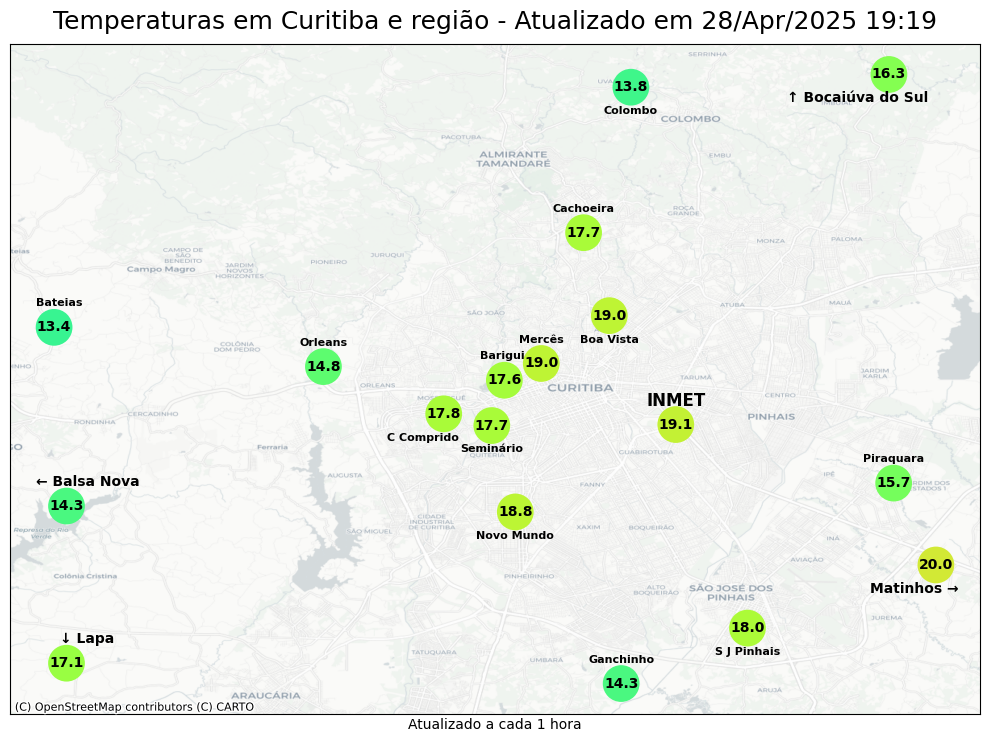 Temperaturas em Curitiba e região - Atualizado em 28/Apr/2025 19:19
SERRINHA
16.3
↑ Bocaiúva do Sul
13.8
Colombo
COLOMBO
PACOTUBA
ALMIRANTE
TAMANDARÉ
EMBU
Cachoeira
17.7
ROÇA
GRANDE
MONZA
PALOMA
CAMPO DE
SÃO
BENEDITO
Campo Magro
JARDIM
NOVOS
HORIZONTES
PIONEIRO
JURUQUI
Bateias
13.4
SÃO JOÃO
ATUBA
MAUÁ
19.0
Boa Vista
COLÔNIA
DOM PEDRO
Orleans
14.8
ORLEANS
Mercês
19.0
Barigui
17.6
CURITIBA
TARUMÃ
JARDIM
KARLA
CENTRO
PINHAIS
INMET
19.1
17.8
C Comprido
17.7
Seminário
CERCADINHO
RONDINHA
Ferraria
GUABIROTUBA
Piraquara
15.7
IPÊ
← Balsa Nova
14.3
AUGUSTA
FANNY
18.8
Novo Mundo
CIDADE
INDUSTRIAL
DE CURITIBA
SÃO MIGUEL
XAXIM
BOQUEIRÃO
INÁ
AVIAÇÃO
20.0
Matinhos →
Represa do Rio
Verde
Colônia Cristina
PINHEIRINHO
ALTO
BOQUEIRÃO
SÃO JOSÉ DOS
PINHAIS
JUREMA
18.0
S J Pinhais
↓ Lapa
17.1
TATUQUARA
UMBARÁ
Ganchinho
14.3
ARUJÁ
ARAUCÁRIA
(C) OpenStreetMap contributors (C) CARTO
Atualizado a cada 1 hora